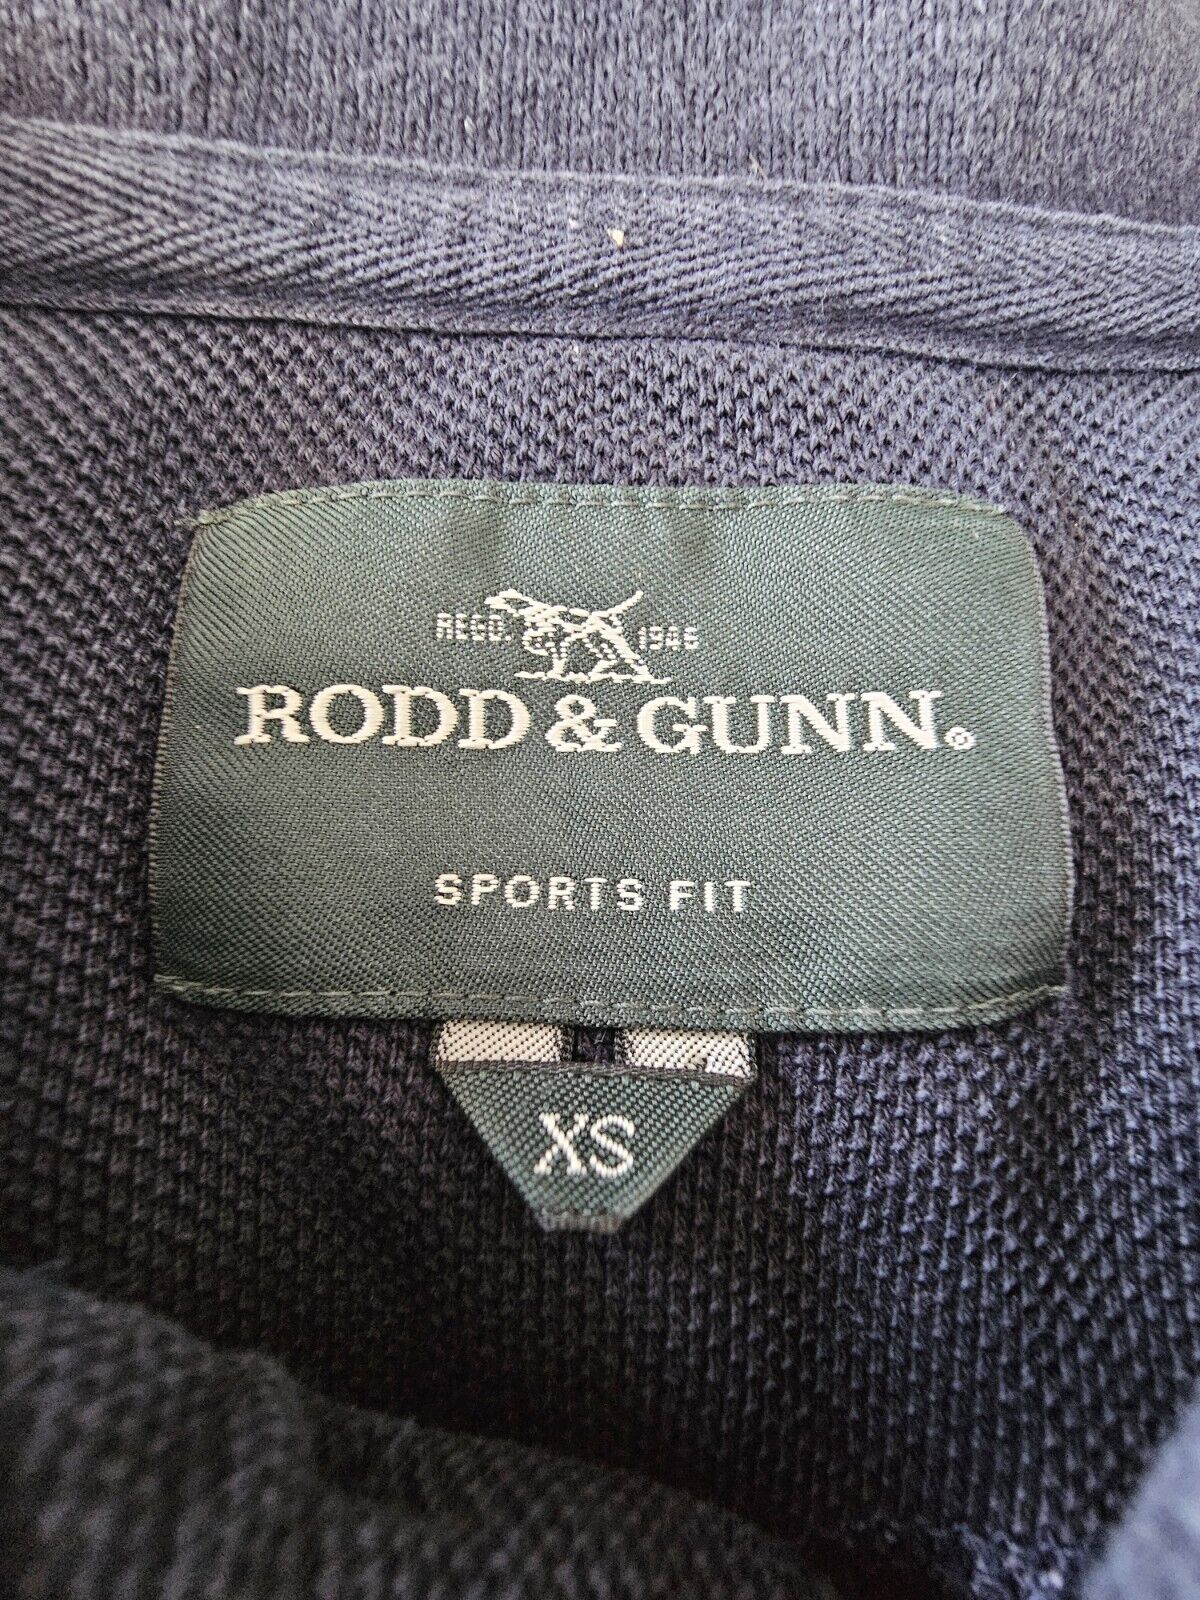 REGD. 1946
RODD & GUNN®
SPORTS FIT
XS